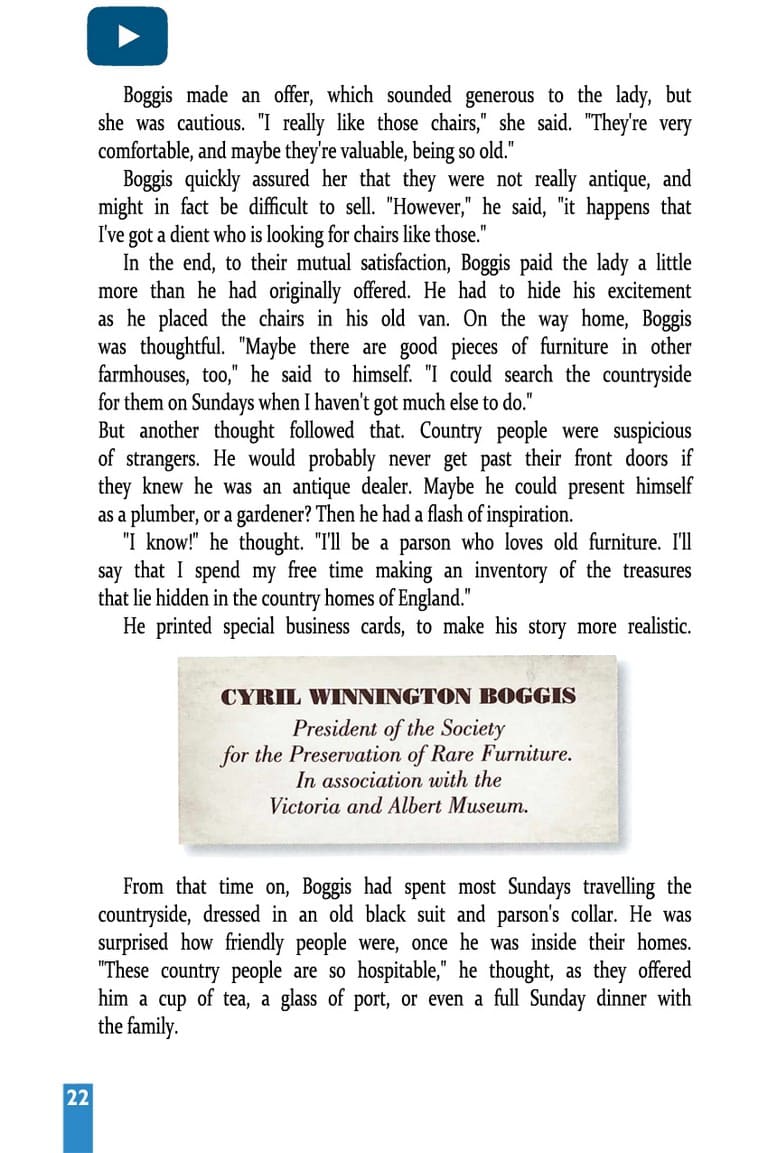 Boggis made an offer, which sounded generous to the lady, but
she was cautious. "I really like those chairs," she said. "They're very
comfortable, and maybe they're valuable, being so old."
Boggis quickly assured her that they were not really antique, and
might in fact be difficult to sell. "However," he said, "it happens that
I've got a dient who is looking for chairs like those."
In the end, to their mutual satisfaction, Boggis paid the lady a little
more than he had originally offered. He had to hide his excitement
as he placed the chairs in his old van. On the way home, Boggis
was thoughtful. "Maybe there are good pieces of furniture in other
farmhouses, too," he said to himself. "I could search the countryside
for them on Sundays when I haven't got much else to do."
But another thought followed that. Country people were suspicious
of strangers. He would probably never get past their front doors if
they knew he was an antique dealer. Maybe he could present himself
as a plumber, or a gardener? Then he had a flash of inspiration.
"I know!" he thought. "I'll be a parson who loves old furniture. I'll
say that I spend my free time making an inventory of the treasures
that lie hidden in the country homes of England."
He printed special business cards, to make his story more realistic.
CYRIL WINNINGTON BOGGIS
President of the Society
for the Preservation of Rare Furniture.
In association with the
Victoria and Albert Museum.
From that time on, Boggis had spent most Sundays travelling the
countryside, dressed in an old black suit and parson's collar. He was
surprised how friendly people were, once he was inside their homes.
"These country people are so hospitable," he thought, as they offered
him a cup of tea, a glass of port, or even a full Sunday dinner with
the family.
22